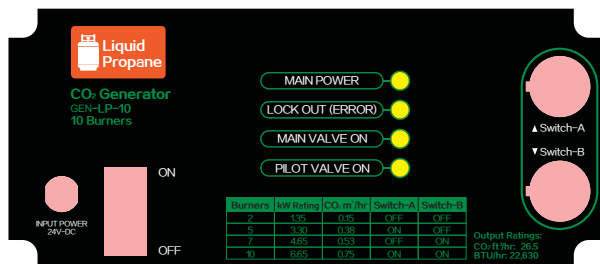 Liquid
Propane
CO₂ Generator
GEN-LP-10
10 Burners
MAIN POWER
LOCK OUT (ERROR)
MAIN VALVE ON
PILOT VALVE ON
▲ Switch-A
▼ Switch-B
ON
OFF
INPUT POWER
24V-DC
Burners kW Rating CO₂ m³/hr Switch-A Switch-B
2 1.35 0.15 OFF OFF
5 3.30 0.38 ON OFF
7 4.65 0.53 OFF ON
10 6.65 0.75 ON ON
Output Ratings:
CO₂ ft³/hr: 26.5
BTU/hr: 22,630